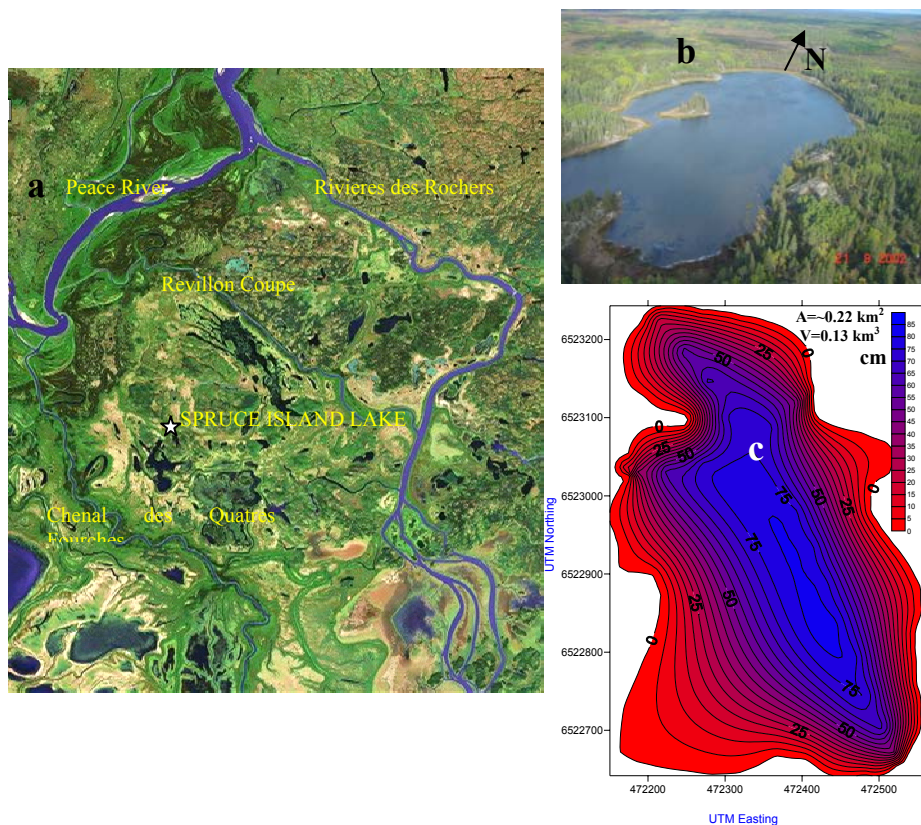 a
Peace River
Rivieres des Rochers
Revillon Coupe
SPRUCE ISLAND LAKE
Chenal des Quatres
Fourches
b
N
21 8 2002
A=~0.22 km²
V=0.13 km³
cm
85
80
75
70
65
60
55
50
45
40
35
30
25
20
15
10
5
0
c
50
25
0
0
25
50
75
50
25
0
75
25
50
0
75
25
50
UTM Northing
6523200
6523100
6523000
6522900
6522800
6522700
472200
472300
472400
472500
UTM Easting